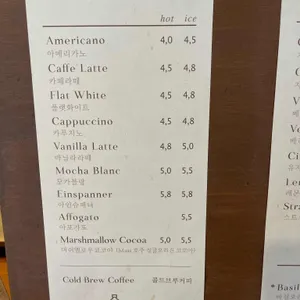 hot ice
Americano 4,0 4,5
아메리카노
Caffe Latte 4,5 4,8
카페라떼
Flat White 4,5 4,8
플랫화이트
Cappuccino 4,5 4,8
카푸치노
Vanilla Latte 4,8 5,0
바닐라라떼
Mocha Blanc 5,0 5,5
모카블랑
Einspanner 5,8 5,8
아인슈페너
Affogato 5,5
아포가토
Marshmallow Cocoa 5,0 5,5
Cold Brew Coffee 콜드브루커피